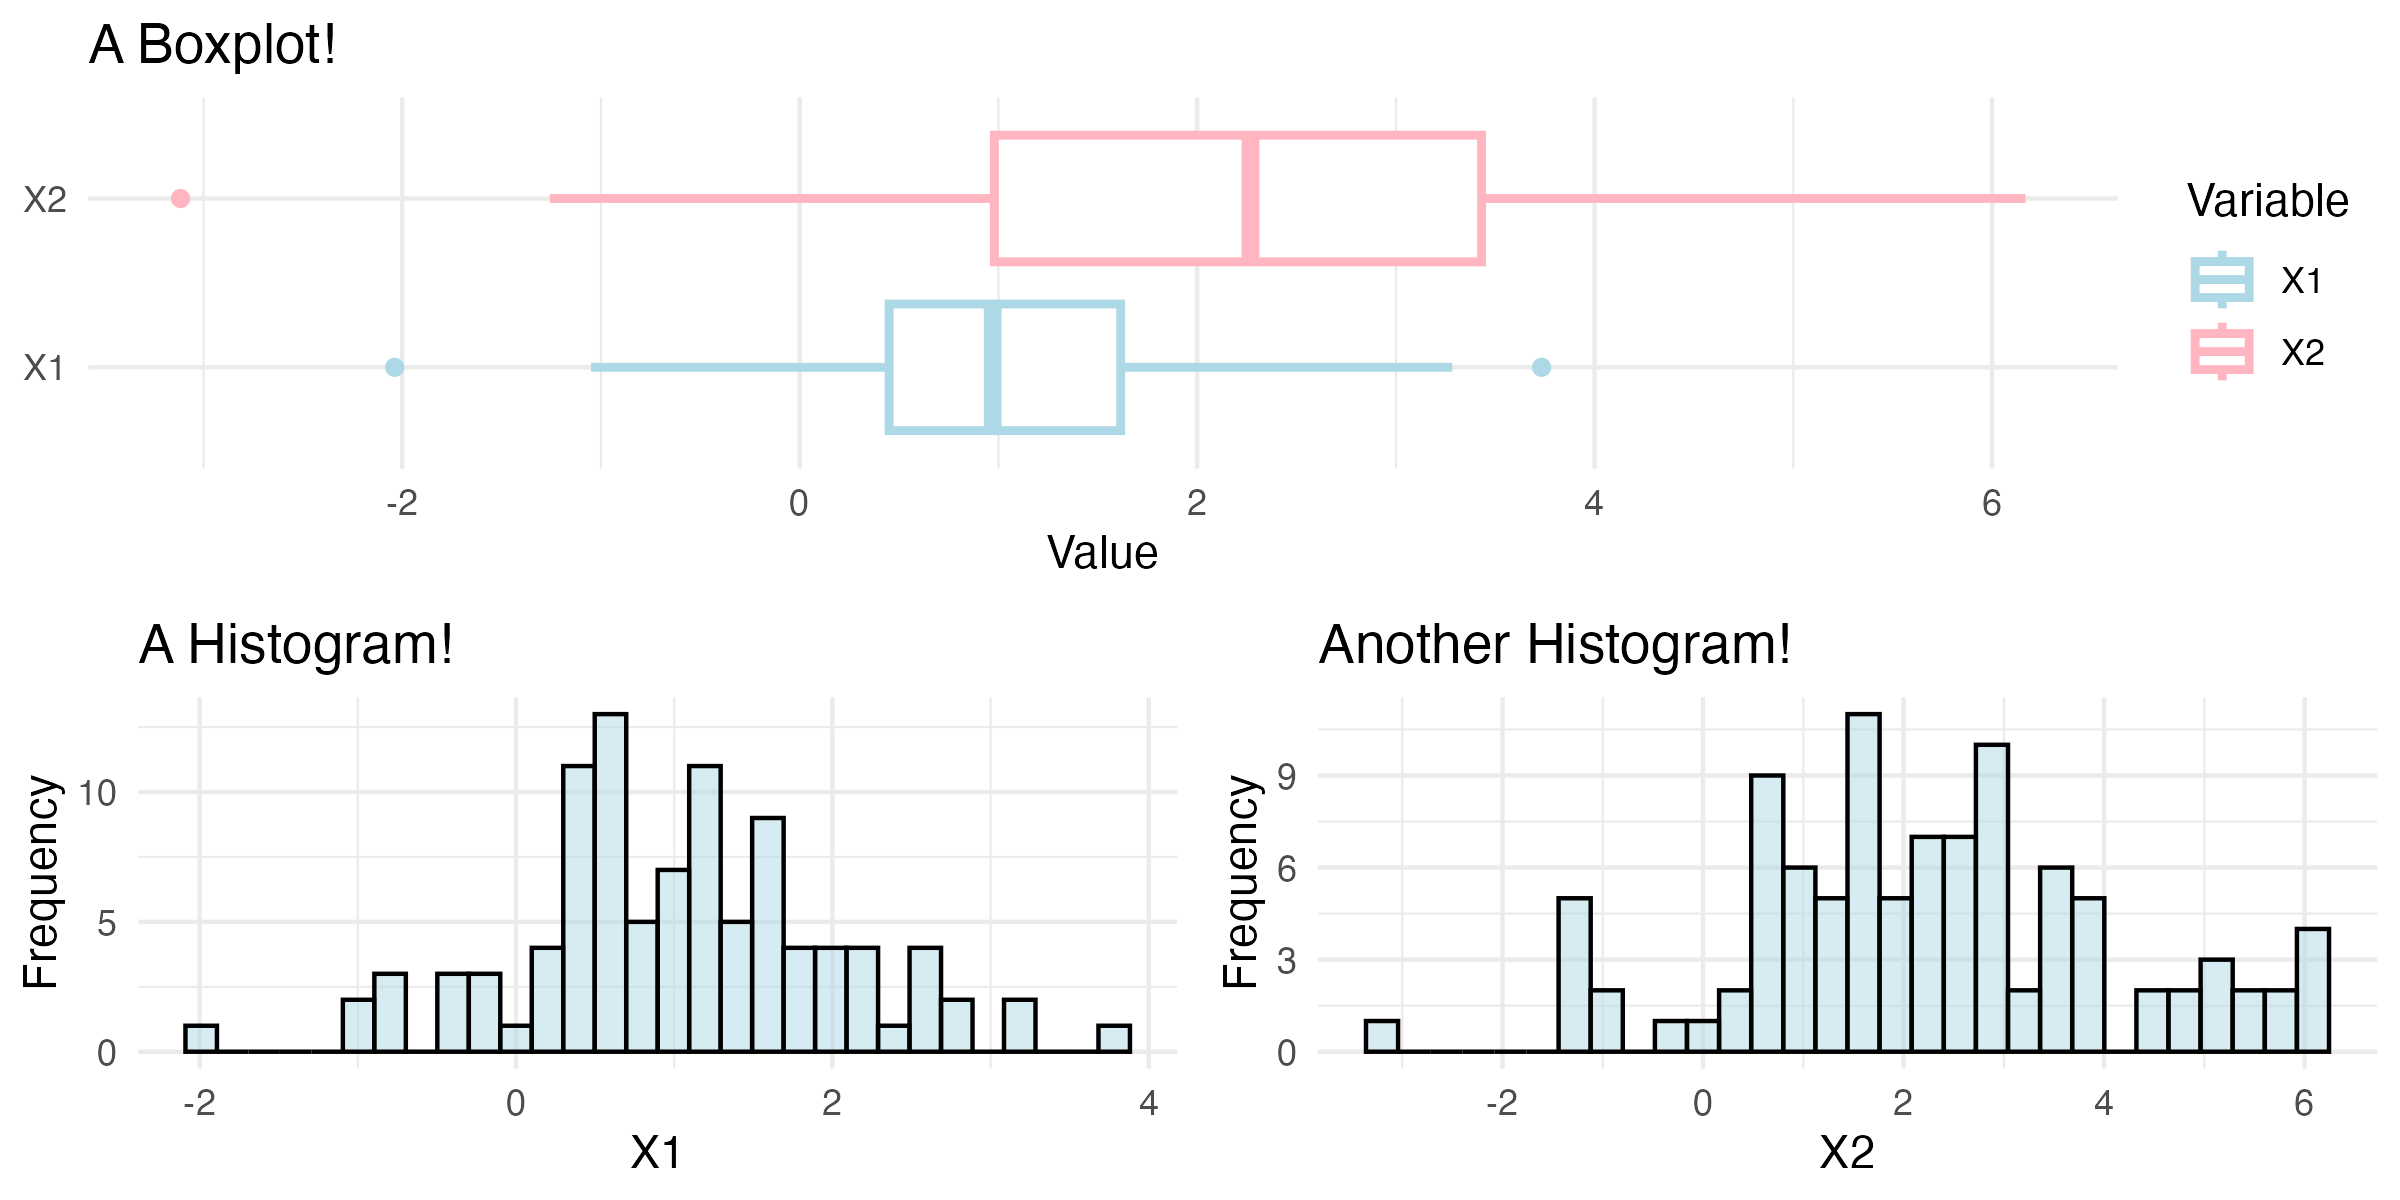 A Boxplot!
X2
X1
-2 0 2 4 6
Value
Variable
X1
X2
A Histogram!
Frequency
10
5
0
-2 0 2 4
X1
Another Histogram!
Frequency
9
6
3
0
-2 0 2 4 6
X2